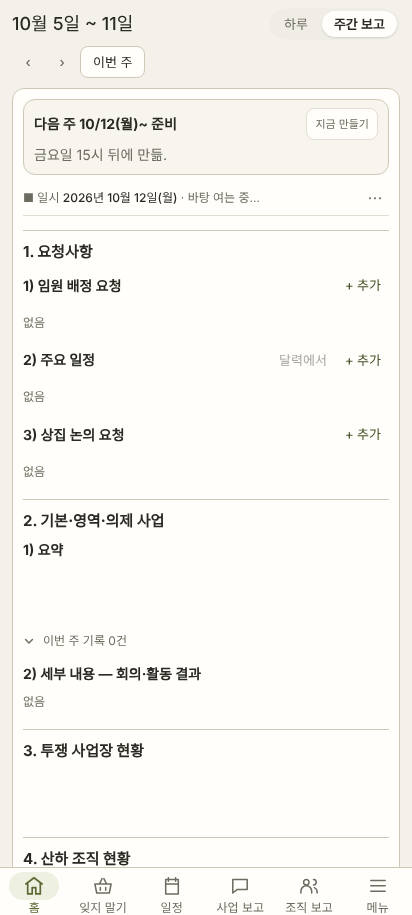 10월 5일 ~ 11일
하루
주간 보고
이번 주
다음 주 10/12(월)~ 준비
지금 만들기
금요일 15시 뒤에 만듦.
■ 일시 2026년 10월 12일(월) · 바탕 여는 중…
1. 요청사항
1) 임원 배정 요청
+ 추가
없음
2) 주요 일정
달력에서
+ 추가
없음
3) 상집 논의 요청
+ 추가
없음
2. 기본·영역·의제 사업
1) 요약
이번 주 기록 0건
2) 세부 내용 — 회의·활동 결과
없음
3. 투쟁 사업장 현황
4. 산하 조직 현황
홈
잊지 말기
일정
사업 보고
조직 보고
메뉴